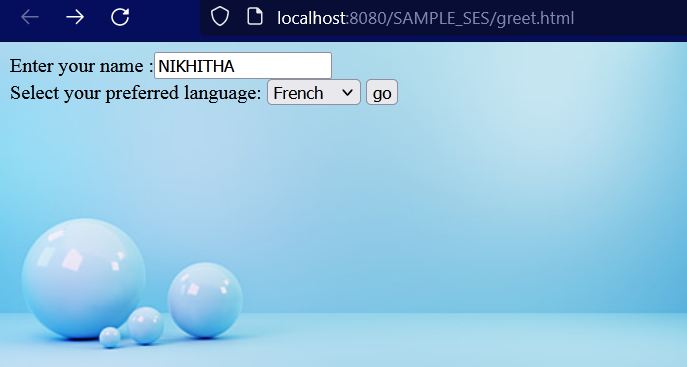 localhost:8080/SAMPLE_SES/greet.html
Enter your name :NIKHITHA
Select your preferred language: French go